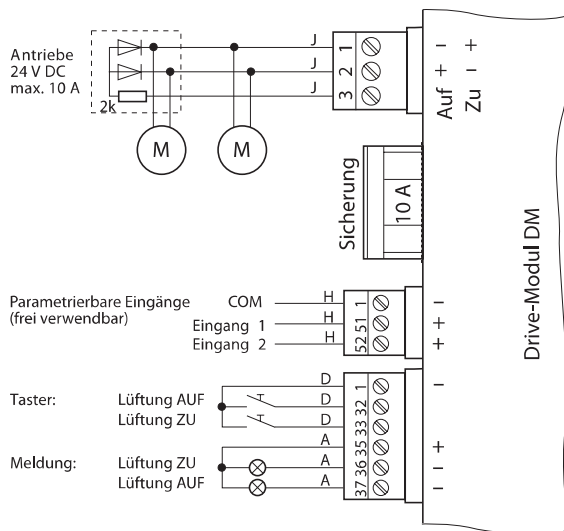 Antriebe
24 V DC
max. 10 A
2k
M
M
J
J
J
1
2
3
Auf + −
Zu − +
Sicherung
10 A
Drive-Modul DM
Parametrierbare Eingänge
(frei verwendbar)
COM H 1 −
Eingang 1 H 51 +
Eingang 2 H 52 +
Taster:
Lüftung AUF
Lüftung ZU
D 1 −
D 32
D 33
Meldung:
Lüftung ZU
Lüftung AUF
A 35 +
A 36 −
A 37 −